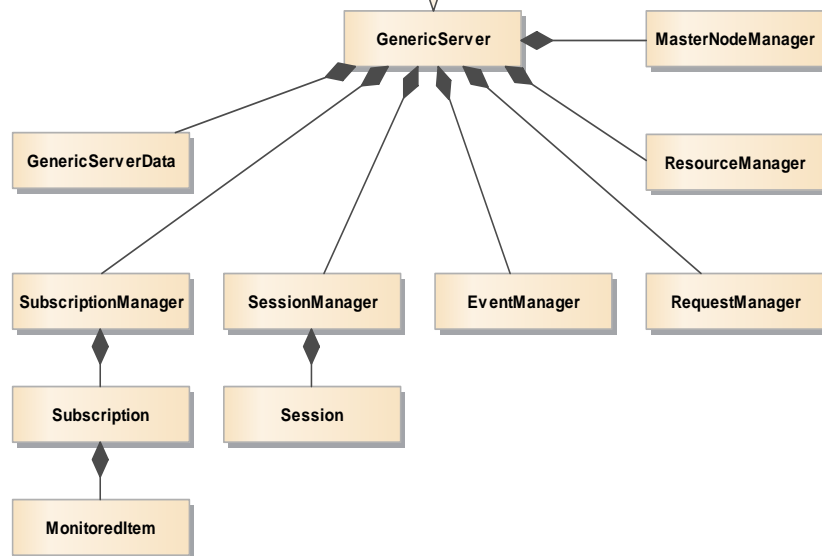 GenericServer
MasterNodeManager
GenericServerData
ResourceManager
SubscriptionManager
SessionManager
EventManager
RequestManager
Subscription
Session
MonitoredItem